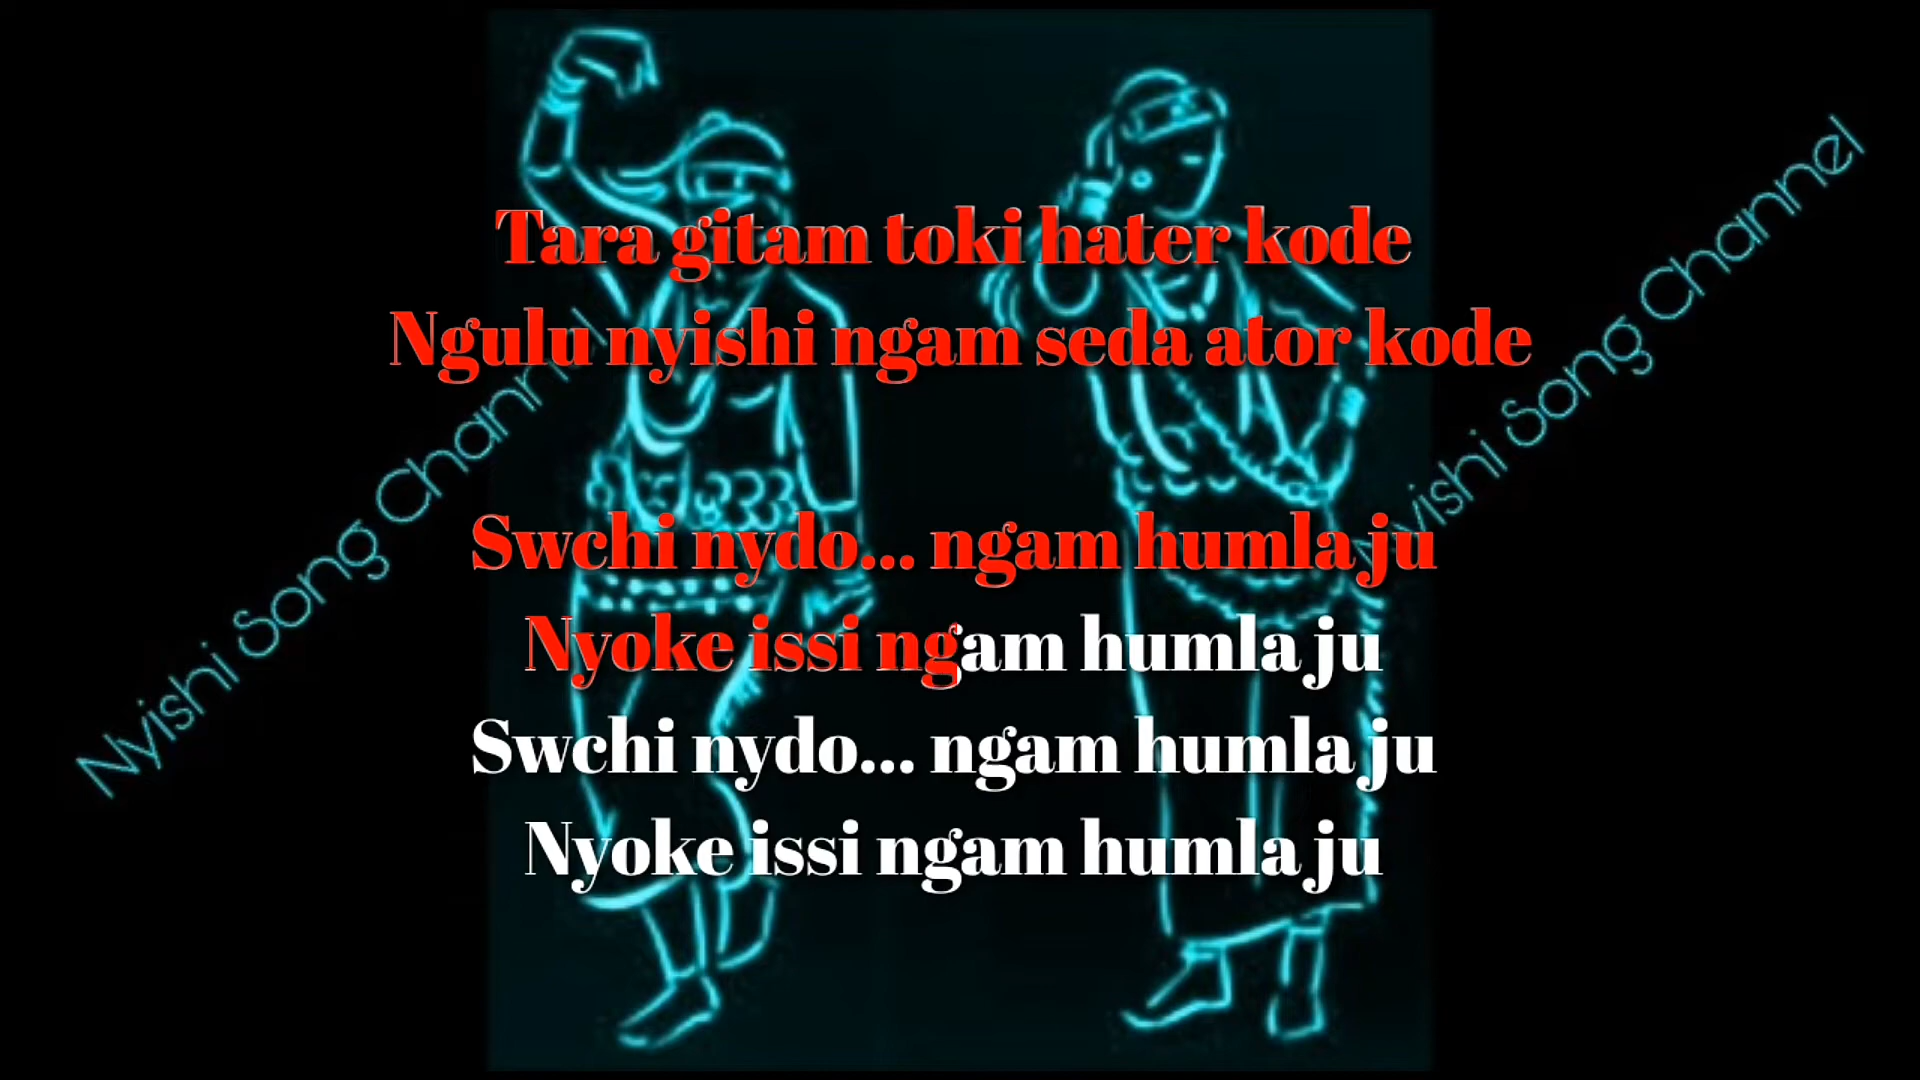 Tara gitam toki hater kode
Ngulu nyishi ngam seda ator kode
Swchi nydo... ngam humla ju
Nyoke issi ngam humla ju
Swchi nydo... ngam humla ju
Nyoke issi ngam humla ju
Nyishi Song Channel
Nyishi Song Channel